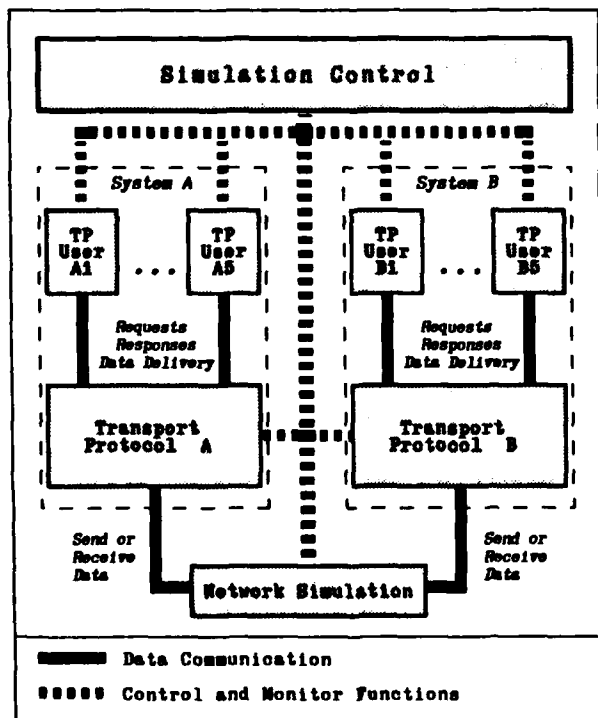 Simulation Control
System A
System B
TP
User
A1
...
TP
User
A5
TP
User
B1
...
TP
User
B5
Requests
Responses
Data Delivery
Requests
Responses
Data Delivery
Transport
Protocol A
Transport
Protocol B
Send or
Receive
Data
Send or
Receive
Data
Network Simulation
Data Communication
Control and Monitor Functions